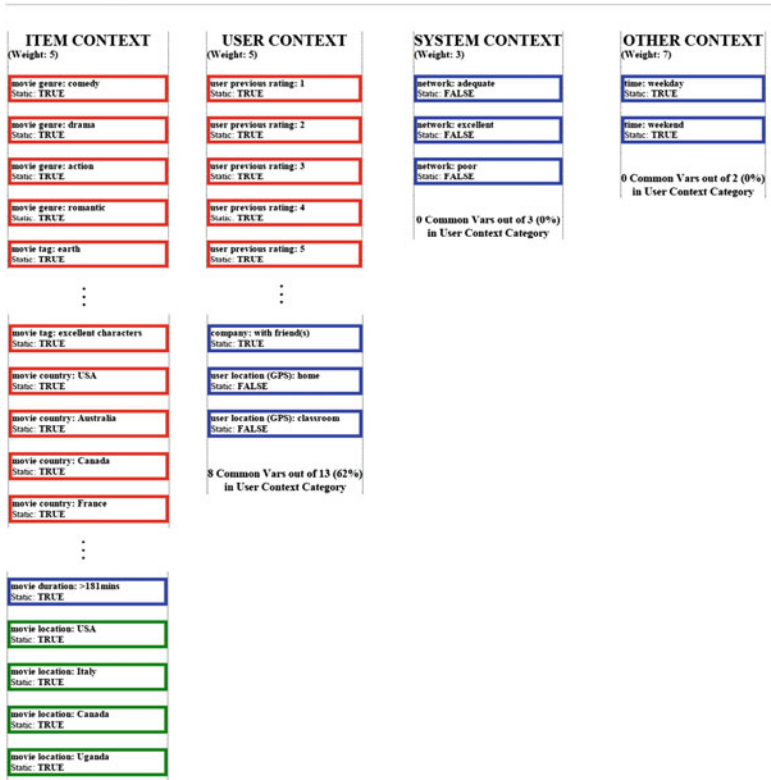 ITEM CONTEXT
(Weight: 5)
movie genre: comedy
Static: TRUE
movie genre: drama
Static: TRUE
movie genre: action
Static: TRUE
movie genre: romantic
Static: TRUE
movie tag: earth
Static: TRUE
movie tag: excellent characters
Static: TRUE
movie country: USA
Static: TRUE
movie country: Australia
Static: TRUE
movie country: Canada
Static: TRUE
movie country: France
Static: TRUE
movie duration: >181mins
Static: TRUE
movie location: USA
Static: TRUE
movie location: Italy
Static: TRUE
movie location: Canada
Static: TRUE
movie location: Uganda
Static: TRUE
USER CONTEXT
(Weight: 5)
user previous rating: 1
Static: TRUE
user previous rating: 2
Static: TRUE
user previous rating: 3
Static: TRUE
user previous rating: 4
Static: TRUE
user previous rating: 5
Static: TRUE
company: with friend(s)
Static: TRUE
user location (GPS): home
Static: FALSE
user location (GPS): classroom
Static: FALSE
8 Common Vars out of 13 (62%)
in User Context Category
SYSTEM CONTEXT
(Weight: 3)
network: adequate
Static: FALSE
network: excellent
Static: FALSE
network: poor
Static: FALSE
0 Common Vars out of 3 (0%)
in User Context Category
OTHER CONTEXT
(Weight: 7)
time: weekday
Static: TRUE
time: weekend
Static: TRUE
0 Common Vars out of 2 (0%)
in User Context Category